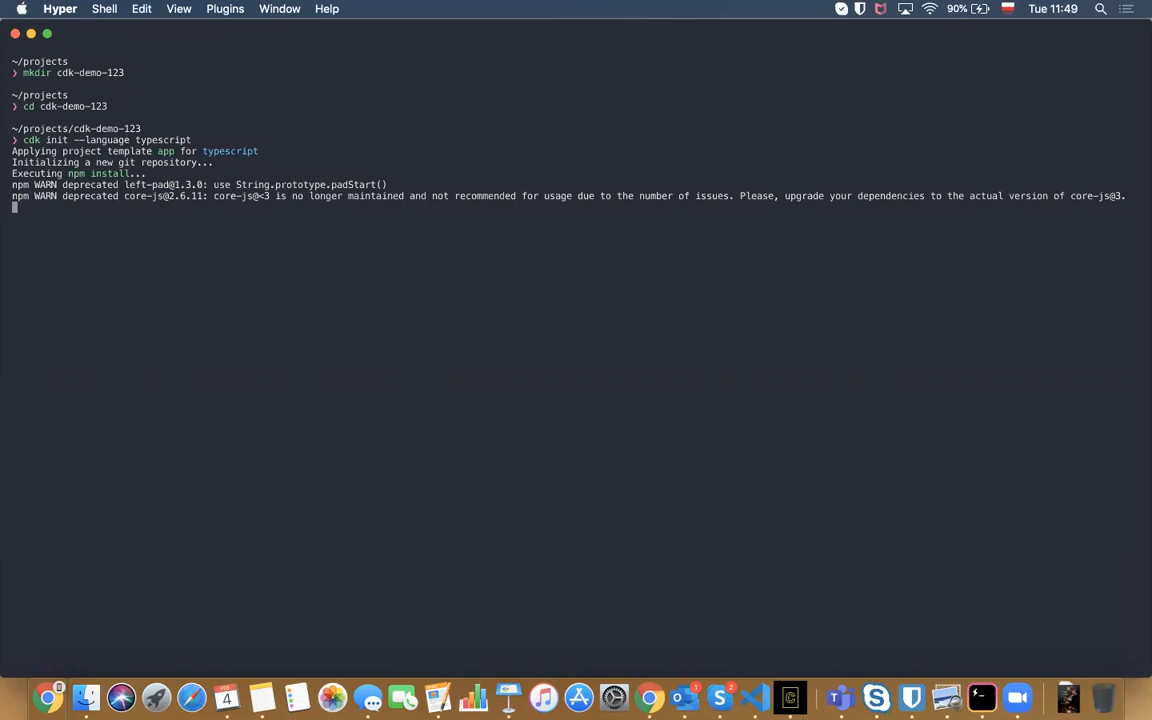 Hyper Shell Edit View Plugins Window Help 90% Tue 11:49
~/projects
❯ mkdir cdk-demo-123
~/projects
❯ cd cdk-demo-123
~/projects/cdk-demo-123
❯ cdk init --language typescript
Applying project template app for typescript
Initializing a new git repository...
Executing npm install...
npm WARN deprecated left-pad@1.3.0: use String.prototype.padStart()
npm WARN deprecated core-js@2.6.11: core-js@<3 is no longer maintained and not recommended for usage due to the number of issues. Please, upgrade your dependencies to the actual version of core-js@3.
4 1 2